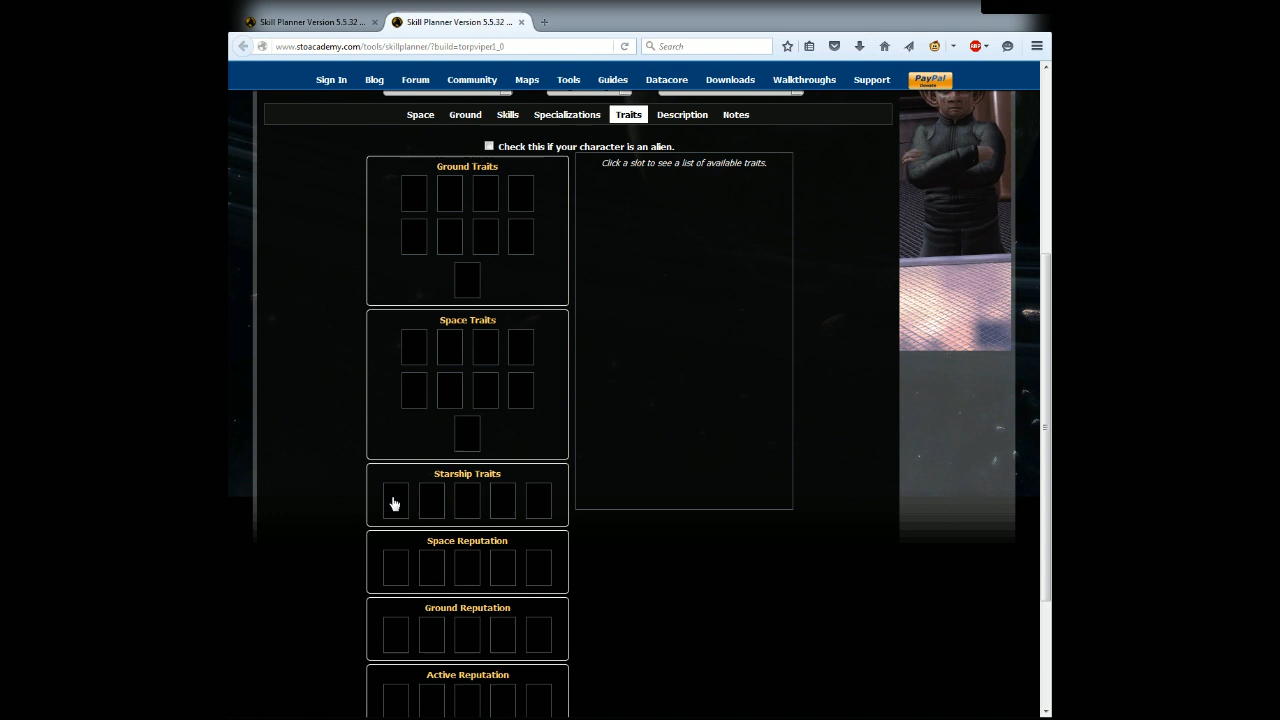 Skill Planner Version 5.5.32 ...
Skill Planner Version 5.5.32 ...
www.stoacademy.com/tools/skillplanner/?build=torpviper1_0
Search
ABP
Sign In Blog Forum Community Maps Tools Guides Datacore Downloads Walkthroughs Support PayPal
Donate
Space Ground Skills Specializations Traits Description Notes
Check this if your character is an alien.
Ground Traits
Click a slot to see a list of available traits.
Space Traits
Starship Traits
Space Reputation
Ground Reputation
Active Reputation